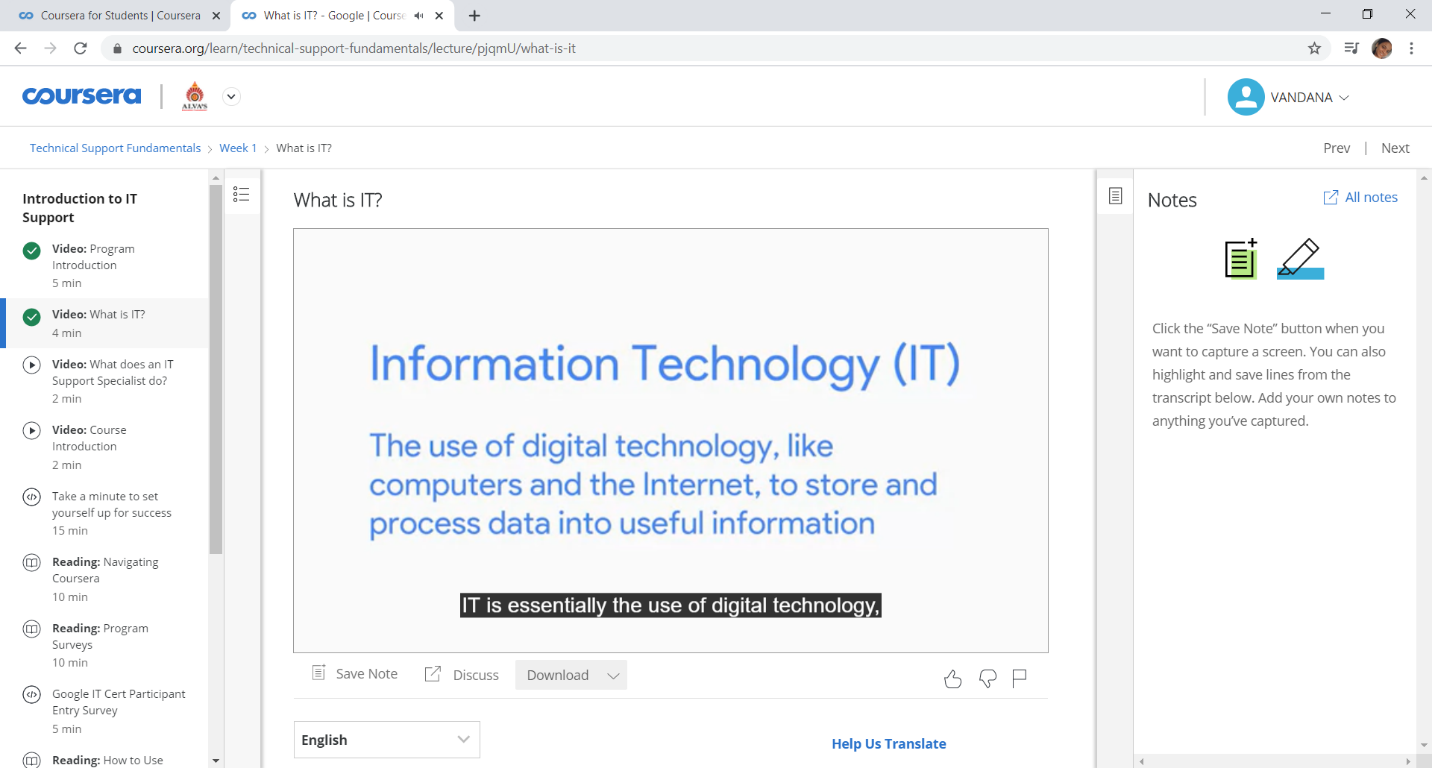 Coursera for Students | Coursera
What is IT? - Google | Course
coursera.org/learn/technical-support-fundamentals/lecture/pjqmU/what-is-it
coursera
ALVA'S
VANDANA
Technical Support Fundamentals > Week 1 > What is IT?
Prev | Next
Introduction to IT
Support
Video: Program
Introduction
5 min
Video: What is IT?
4 min
Video: What does an IT
Support Specialist do?
2 min
Video: Course
Introduction
2 min
Take a minute to set
yourself up for success
15 min
Reading: Navigating
Coursera
10 min
Reading: Program
Surveys
10 min
Google IT Cert Participant
Entry Survey
5 min
Reading: How to Use
What is IT?
Information Technology (IT)
The use of digital technology, like
computers and the Internet, to store and
process data into useful information
IT is essentially the use of digital technology,
Save Note
Discuss
Download
English
Help Us Translate
Notes
All notes
Click the “Save Note” button when you
want to capture a screen. You can also
highlight and save lines from the
transcript below. Add your own notes to
anything you’ve captured.